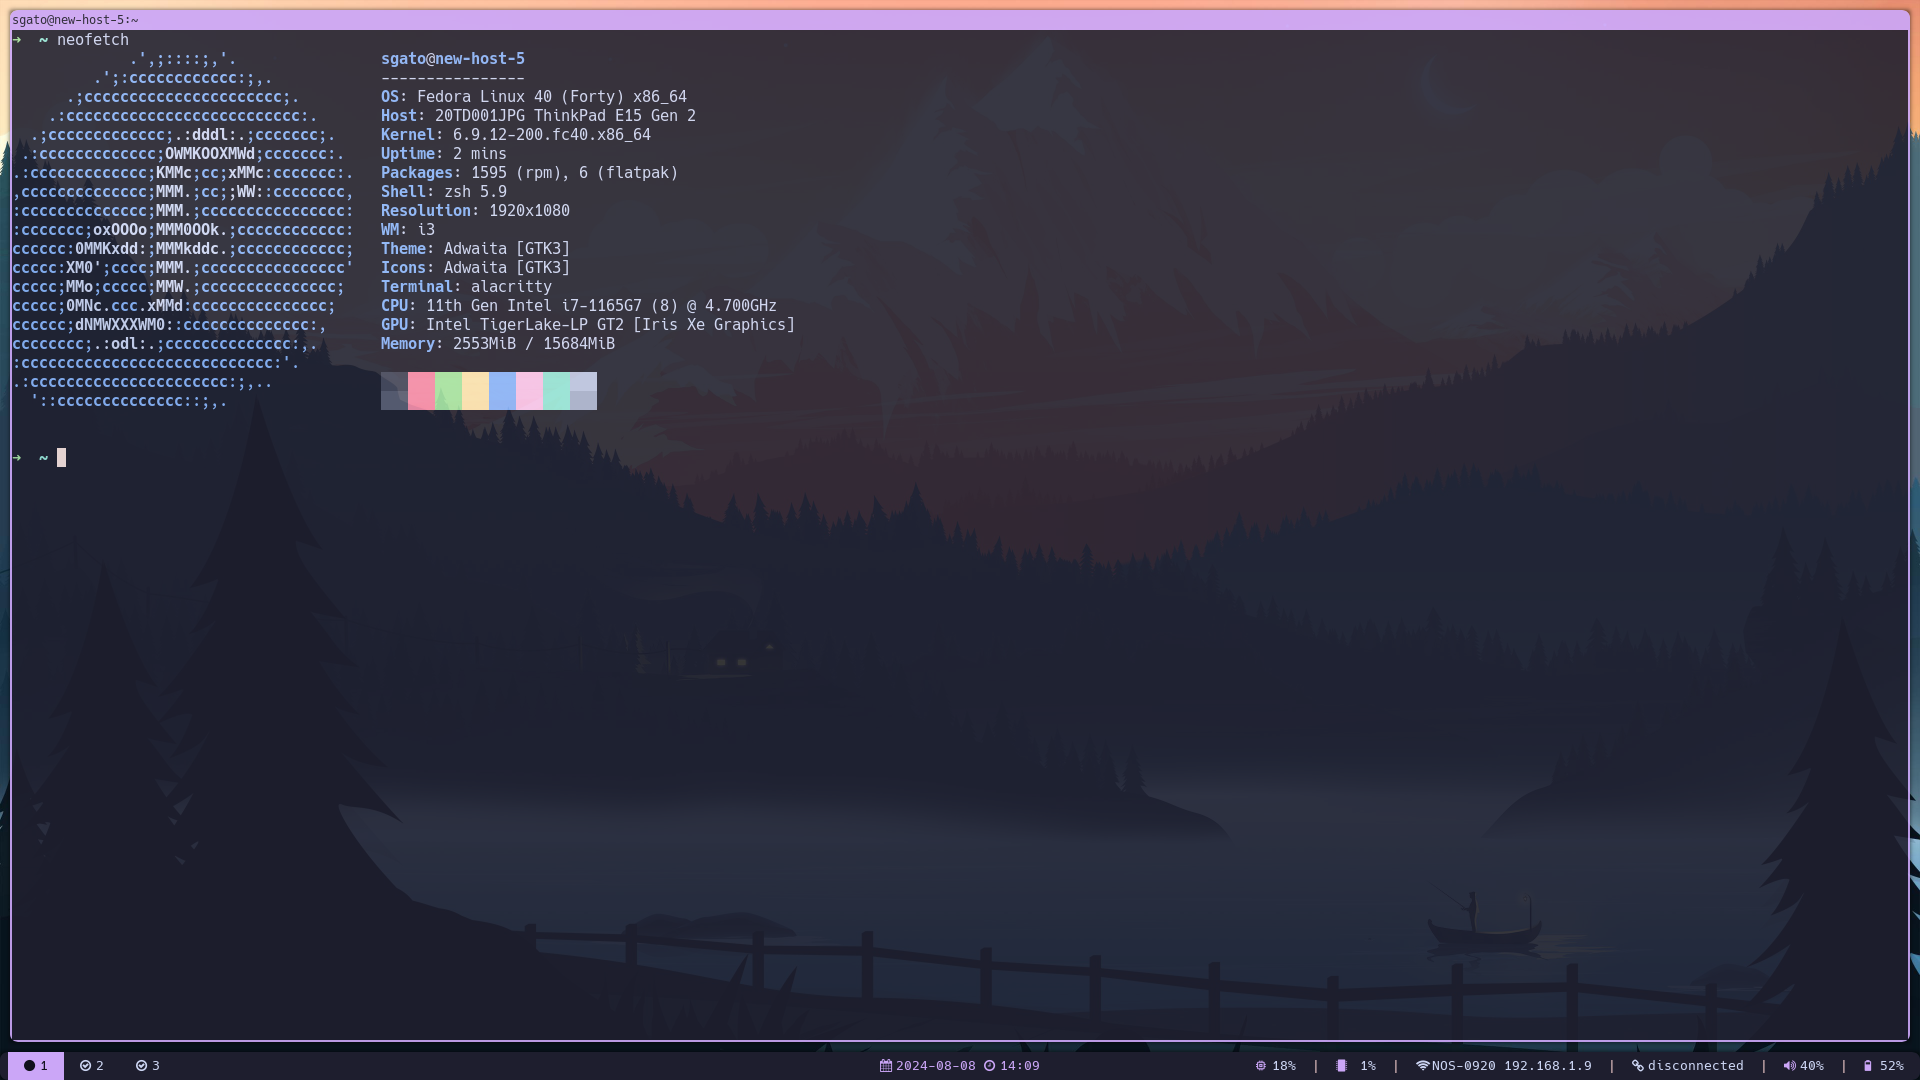 sgato@new-host-5:~
➜  ~ neofetch
             .',;::::;,'.                sgato@new-host-5
         .';:cccccccccccc:;,.            ----------------
      .;cccccccccccccccccccccc;.         OS: Fedora Linux 40 (Forty) x86_64
    .:cccccccccccccccccccccccccc:.       Host: 20TD001JPG ThinkPad E15 Gen 2
  .;ccccccccccccc;.:dddl:.;ccccccc;.     Kernel: 6.9.12-200.fc40.x86_64
 .:ccccccccccccc;OWMKOOXMWd;ccccccc:.    Uptime: 2 mins
.:ccccccccccccc;KMMc;cc;xMMc:ccccccc:.   Packages: 1595 (rpm), 6 (flatpak)
,cccccccccccccc;MMM.;cc;;WW::cccccccc,   Shell: zsh 5.9
:cccccccccccccc;MMM.;cccccccccccccccc:   Resolution: 1920x1080
:ccccccc;oxOOOo;MMM0OOk.;cccccccccccc:   WM: i3
cccccc:0MMKxdd:;MMMkddc.;cccccccccccc;   Theme: Adwaita [GTK3]
ccccc:XM0';cccc;MMM.;cccccccccccccccc'   Icons: Adwaita [GTK3]
ccccc;MMo;ccccc;MMW.;ccccccccccccccc;    Terminal: alacritty
ccccc;0MNc.ccc.xMMd:ccccccccccccccc;     CPU: 11th Gen Intel i7-1165G7 (8) @ 4.700GHz
cccccc;dNMWXXXWM0::cccccccccccccc:,      GPU: Intel TigerLake-LP GT2 [Iris Xe Graphics]
cccccccc;.:odl:.;cccccccccccccc:,.       Memory: 2553MiB / 15684MiB
:cccccccccccccccccccccccccccc:'.
.:cccccccccccccccccccccc:;,..
  '::cccccccccccccc::;,.
➜  ~
1 2 3 2024-08-08 14:09 18% | 1% | NOS-0920 192.168.1.9 | disconnected | 40% | 52%